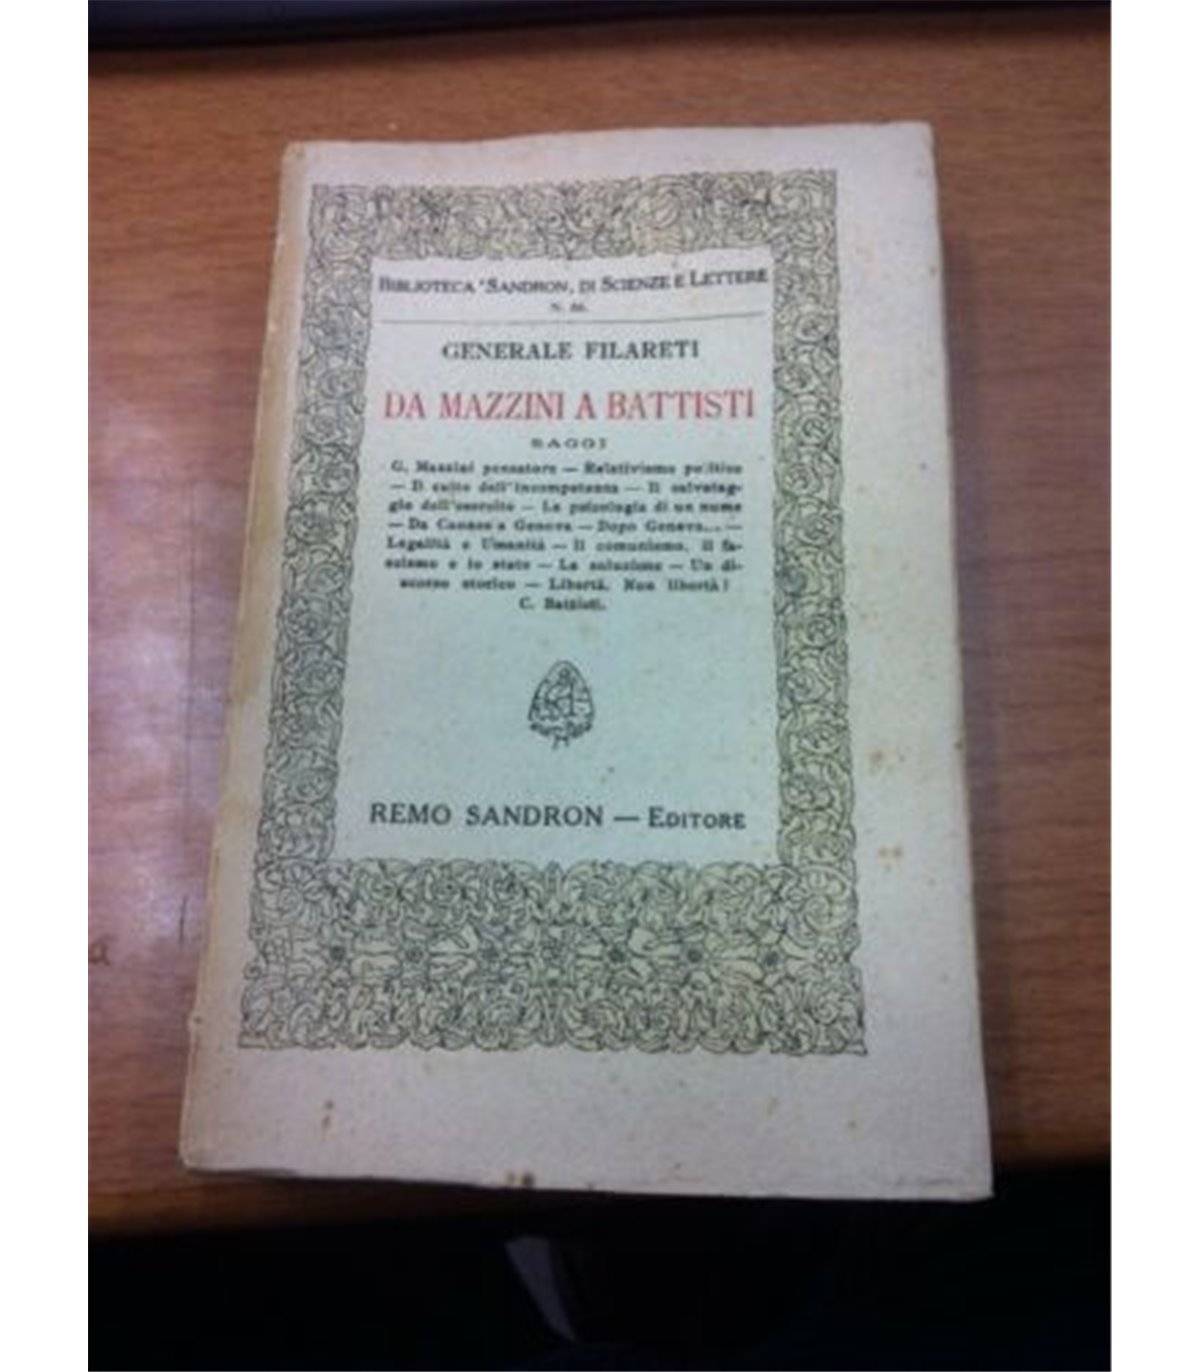 BIBLIOTECA "SANDRON„ DI SCIENZE E LETTERE
N. 86.
GENERALE FILARETI
DA MAZZINI A BATTISTI
SAGGI
G. Mazzini pensatore — Relativismo politico
— Il culto dell'incompetenza — Il salvatag-
gio dell'esercito — La psicologia di un nume
— Da Cannes a Genova — Dopo Genova... —
Legalità e Umanità — Il comunismo, il fa-
scismo e lo stato — La soluzione — Un di-
scorso storico — Libertà, Non libertà!
C. Battisti.
REMO SANDRON — EDITORE